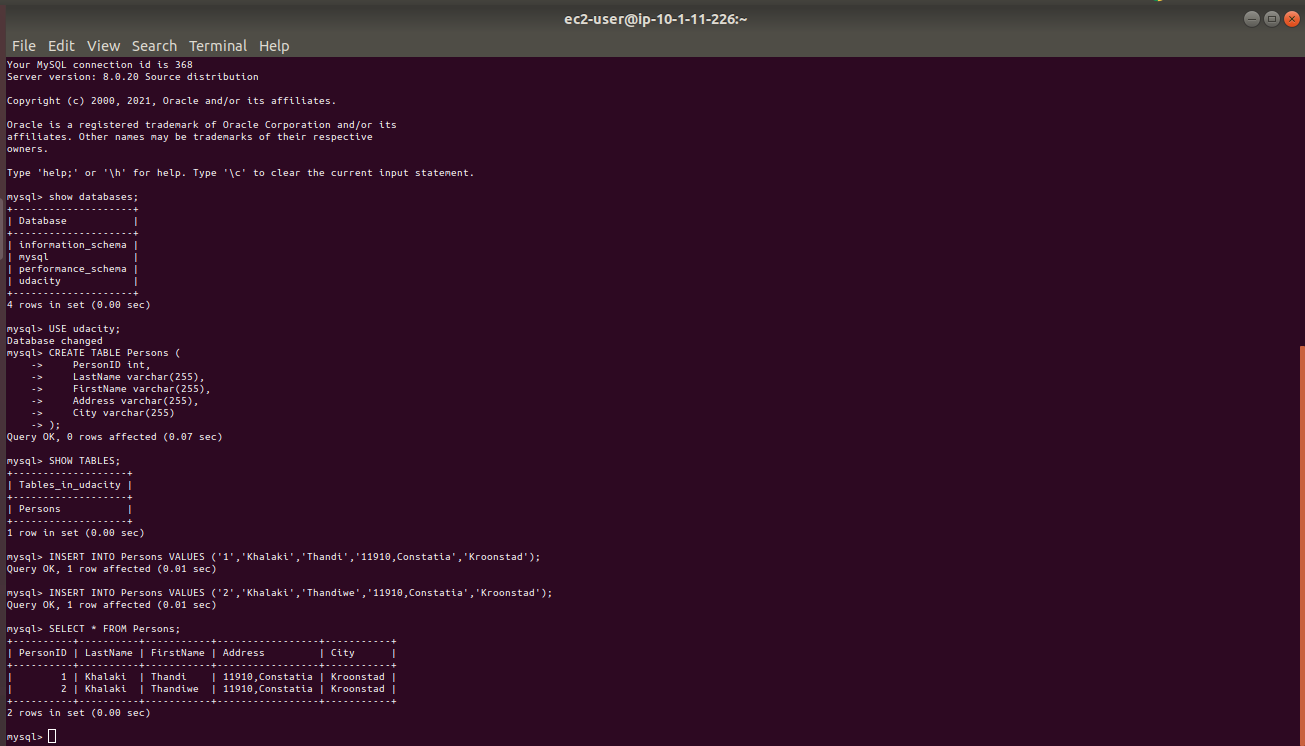 ec2-user@ip-10-1-11-226:~
File Edit View Search Terminal Help
Your MySQL connection id is 368
Server version: 8.0.20 Source distribution

Copyright (c) 2000, 2021, Oracle and/or its affiliates.

Oracle is a registered trademark of Oracle Corporation and/or its
affiliates. Other names may be trademarks of their respective
owners.

Type 'help;' or '\h' for help. Type '\c' to clear the current input statement.

mysql> show databases;
+--------------------+
| Database           |
+--------------------+
| information_schema |
| mysql              |
| performance_schema |
| udacity            |
+--------------------+
4 rows in set (0.00 sec)

mysql> USE udacity;
Database changed
mysql> CREATE TABLE Persons (
    ->     PersonID int,
    ->     LastName varchar(255),
    ->     FirstName varchar(255),
    ->     Address varchar(255),
    ->     City varchar(255)
    -> );
Query OK, 0 rows affected (0.07 sec)

mysql> SHOW TABLES;
+-------------------+
| Tables_in_udacity |
+-------------------+
| Persons           |
+-------------------+
1 row in set (0.00 sec)

mysql> INSERT INTO Persons VALUES ('1','Khalaki','Thandi','11910,Constatia','Kroonstad');
Query OK, 1 row affected (0.01 sec)

mysql> INSERT INTO Persons VALUES ('2','Khalaki','Thandiwe','11910,Constatia','Kroonstad');
Query OK, 1 row affected (0.01 sec)

mysql> SELECT * FROM Persons;
+----------+----------+-----------+-----------------+-----------+
| PersonID | LastName | FirstName | Address         | City      |
+----------+----------+-----------+-----------------+-----------+
|        1 | Khalaki  | Thandi    | 11910,Constatia | Kroonstad |
|        2 | Khalaki  | Thandiwe  | 11910,Constatia | Kroonstad |
+----------+----------+-----------+-----------------+-----------+
2 rows in set (0.00 sec)

mysql>